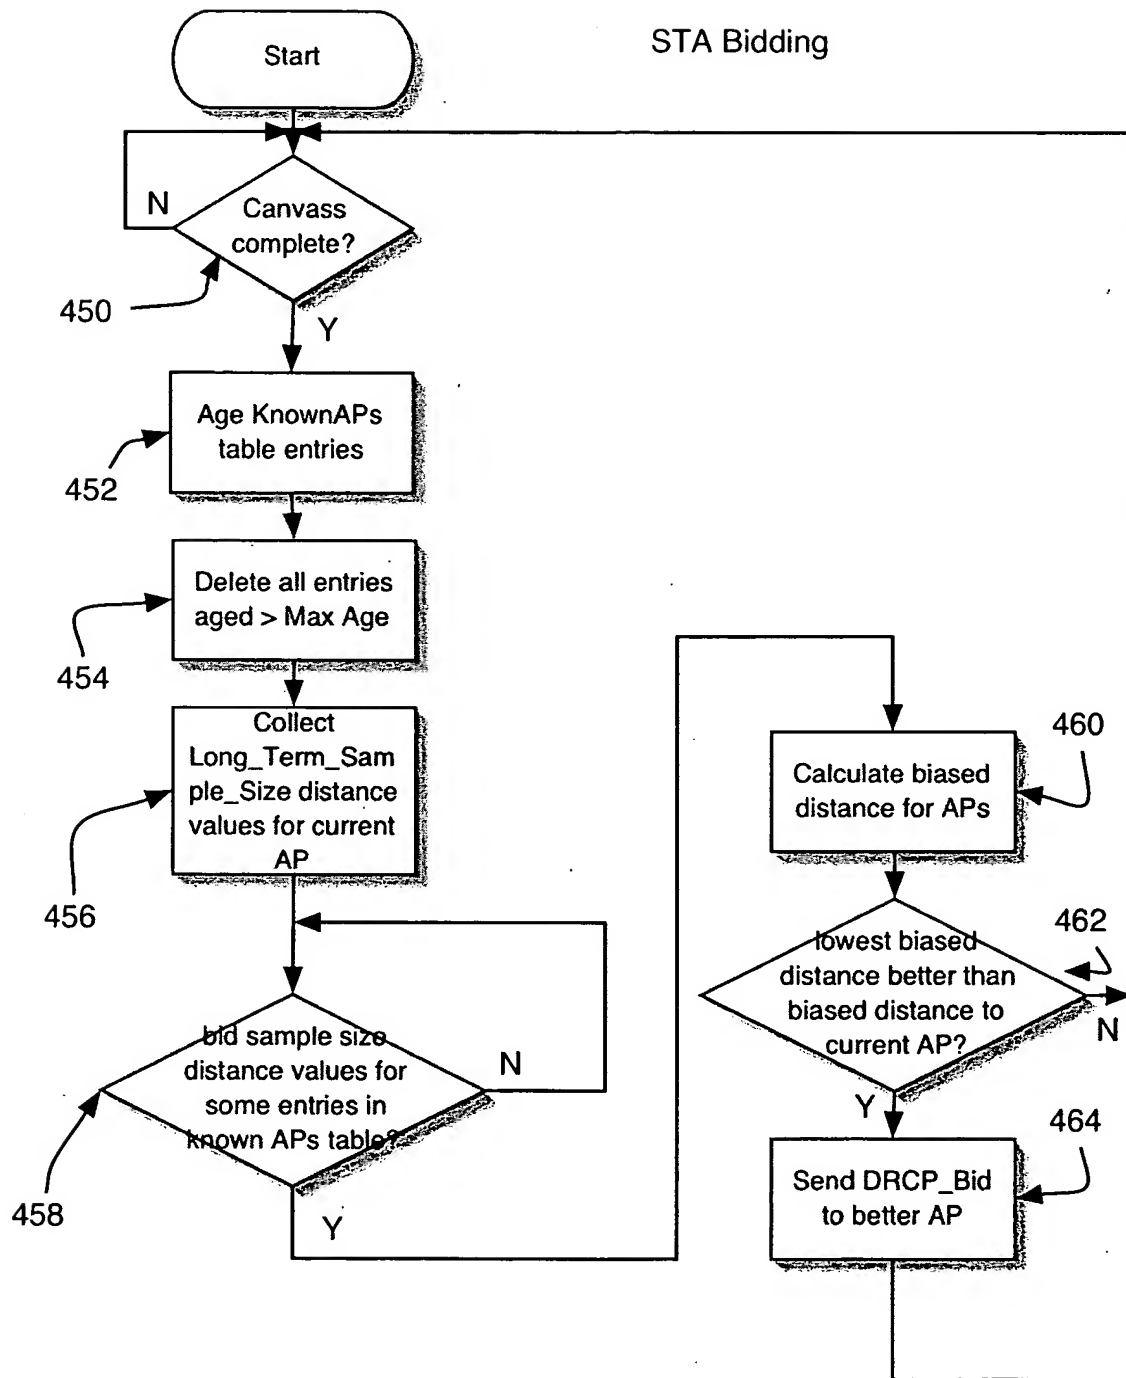 STA Bidding
Start
N
Canvass
complete?
450
Y
Age KnownAPs
table entries
452
Delete all entries
aged > Max Age
454
Collect
Long_Term_Sam
ple_Size distance
values for current
AP
456
bid sample size
distance values for
some entries in
known APs table?
N
458
Y
460
Calculate biased
distance for APs
462
lowest biased
distance better than
biased distance to
current AP?
N
Y
464
Send DRCP_Bid
to better AP